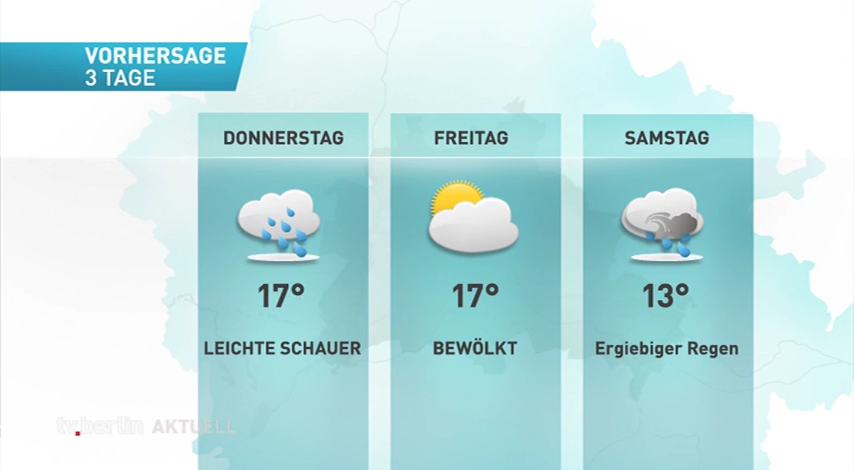 VORHERSAGE
3 TAGE
DONNERSTAG
FREITAG
SAMSTAG
17°
17°
13°
LEICHTE SCHAUER
BEWÖLKT
Ergiebiger Regen
tv.berlin AKTUELL